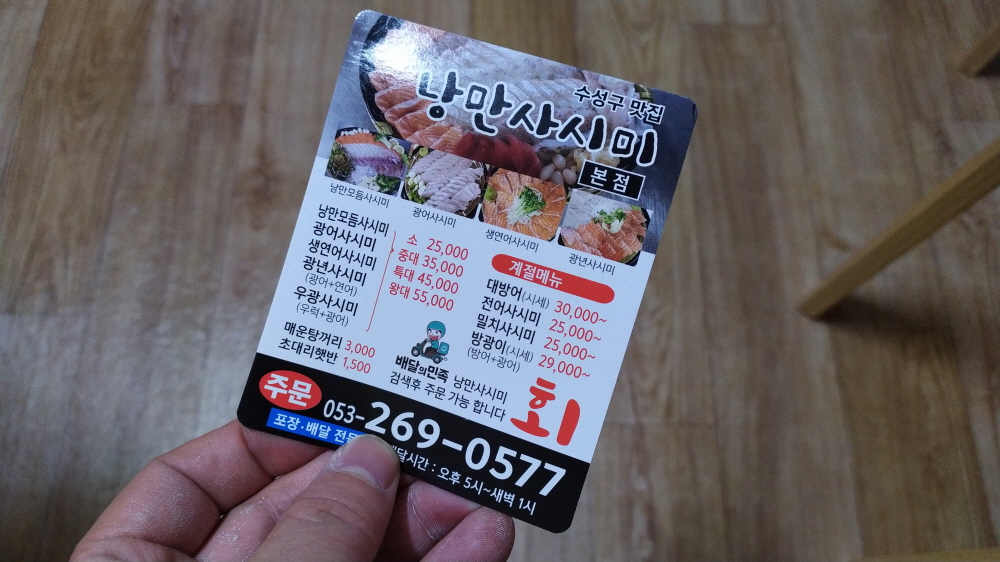 수성구 맛집
낭만사시미
본점
낭만모듬사시미
광어사시미
생연어사시미
광년사시미
낭만모듬사시미
광어사시미
생연어사시미
광년사시미
(광어+연어)
우광사시미
(우럭+광어)
소 25,000
중대 35,000
특대 45,000
왕대 55,000
매운탕꺼리 3,000
초대리햇반 1,500
계절메뉴
대방어(시세) 30,000~
전어사시미 25,000~
밀치사시미 25,000~
방광이(시세) 29,000~
(방어+광어)
배달의민족 낭만사시미
검색후 주문 가능 합니다
회
주문 053-269-0577
포장·배달 전문
배달시간 : 오후 5시~새벽 1시